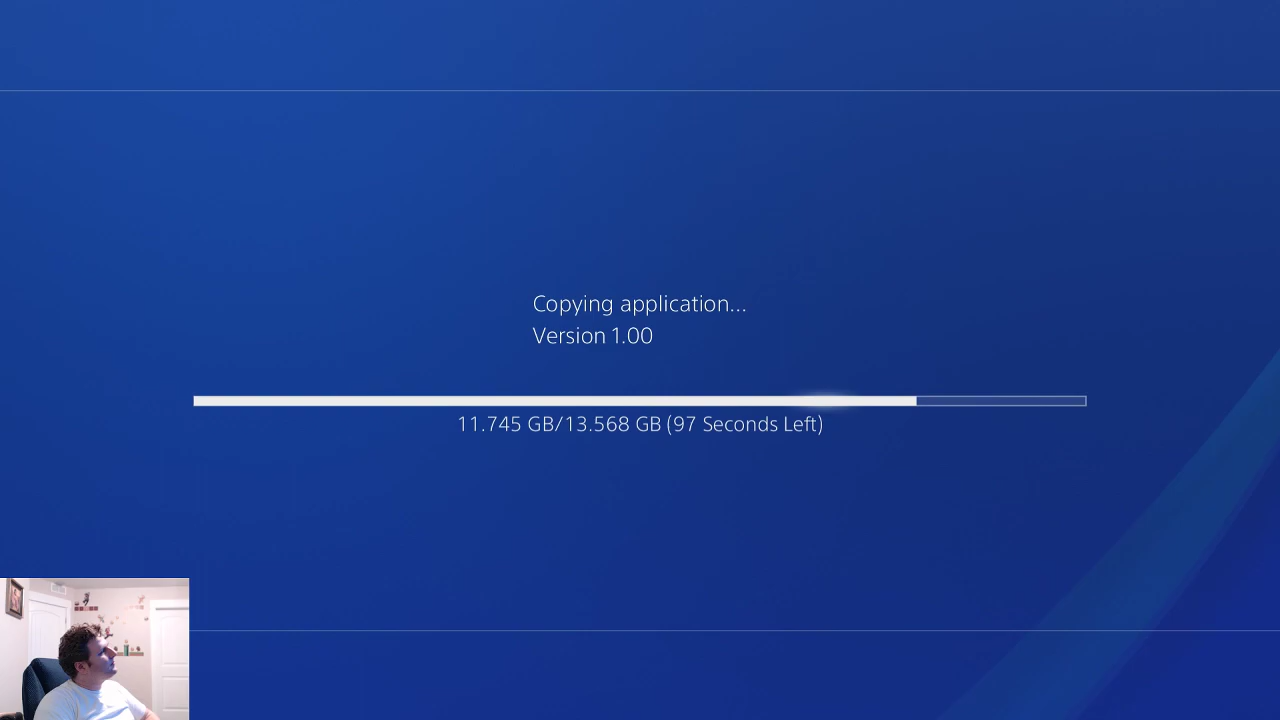 Copying application...
Version 1.00
11.745 GB/13.568 GB (97 Seconds Left)